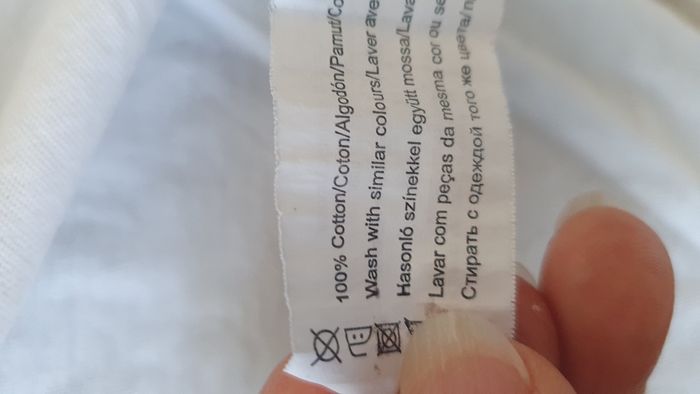 100% Cotton/Coton/Algodón/Pamut/Co
Wash with similar colours/Laver ave
Hasonló színekkel együtt mossa/Lava
Lavar com peças da mesma cor ou se
Стирать с одеждой того же цвета/п